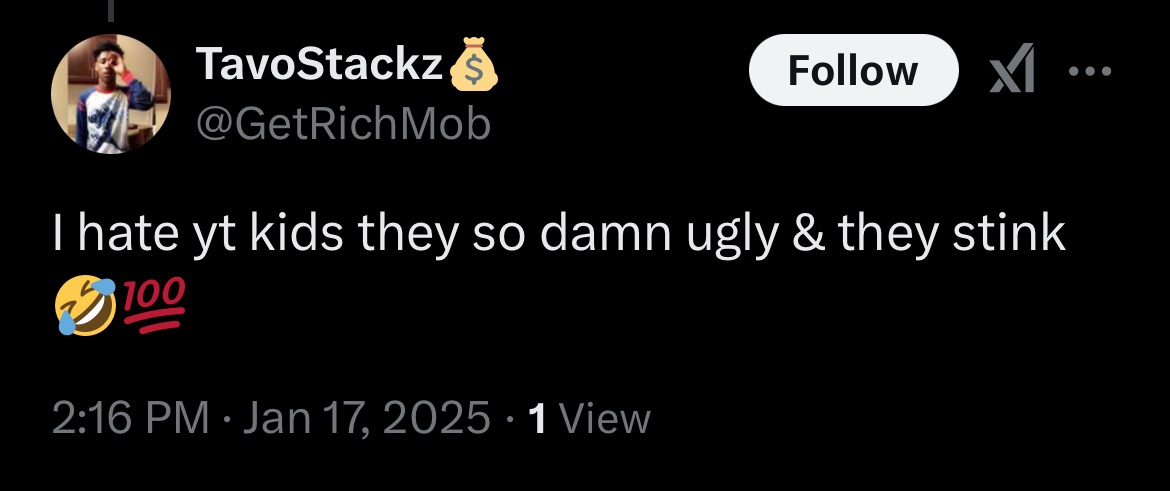 TavoStackz💰
@GetRichMob
Follow
I hate yt kids they so damn ugly & they stink
🤣💯
2:16 PM · Jan 17, 2025 · 1 View